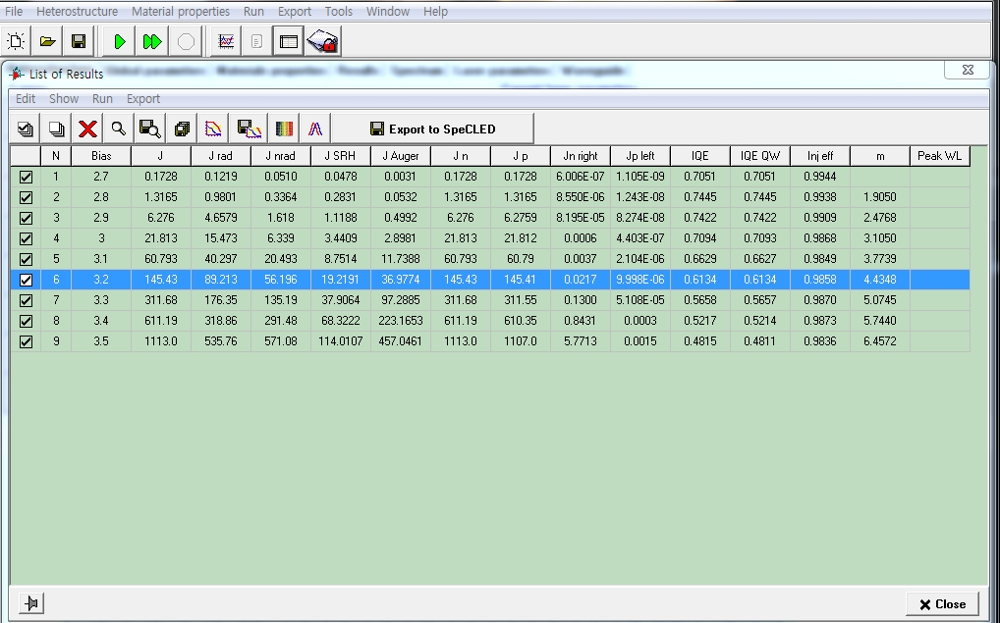 File Heterostructure Material properties Run Export Tools Window Help
List of Results
Edit Show Run Export
Export to SpeCLED
N Bias J J rad J nrad J SRH J Auger J n J p Jn right Jp left IQE IQE QW Inj eff m Peak WL
1 2.7 0.1728 0.1219 0.0510 0.0478 0.0031 0.1728 0.1728 6.006E-07 1.105E-09 0.7051 0.7051 0.9944
2 2.8 1.3165 0.9801 0.3364 0.2831 0.0532 1.3165 1.3165 8.550E-06 1.243E-08 0.7445 0.7445 0.9938 1.9050
3 2.9 6.276 4.6579 1.618 1.1188 0.4992 6.276 6.2759 8.195E-05 8.274E-08 0.7422 0.7422 0.9909 2.4768
4 3 21.813 15.473 6.339 3.4409 2.8981 21.813 21.812 0.0006 4.403E-07 0.7094 0.7093 0.9868 3.1050
5 3.1 60.793 40.297 20.493 8.7514 11.7388 60.793 60.79 0.0037 2.104E-06 0.6629 0.6627 0.9849 3.7739
6 3.2 145.43 89.213 56.196 19.2191 36.9774 145.43 145.41 0.0217 9.998E-06 0.6134 0.6134 0.9858 4.4348
7 3.3 311.68 176.35 135.19 37.9064 97.2885 311.68 311.55 0.1300 5.108E-05 0.5658 0.5657 0.9870 5.0745
8 3.4 611.19 318.86 291.48 68.3222 223.1653 611.19 610.35 0.8431 0.0003 0.5217 0.5214 0.9873 5.7440
9 3.5 1113.0 535.76 571.08 114.0107 457.0461 1113.0 1107.0 5.7713 0.0015 0.4815 0.4811 0.9836 6.4572
Close